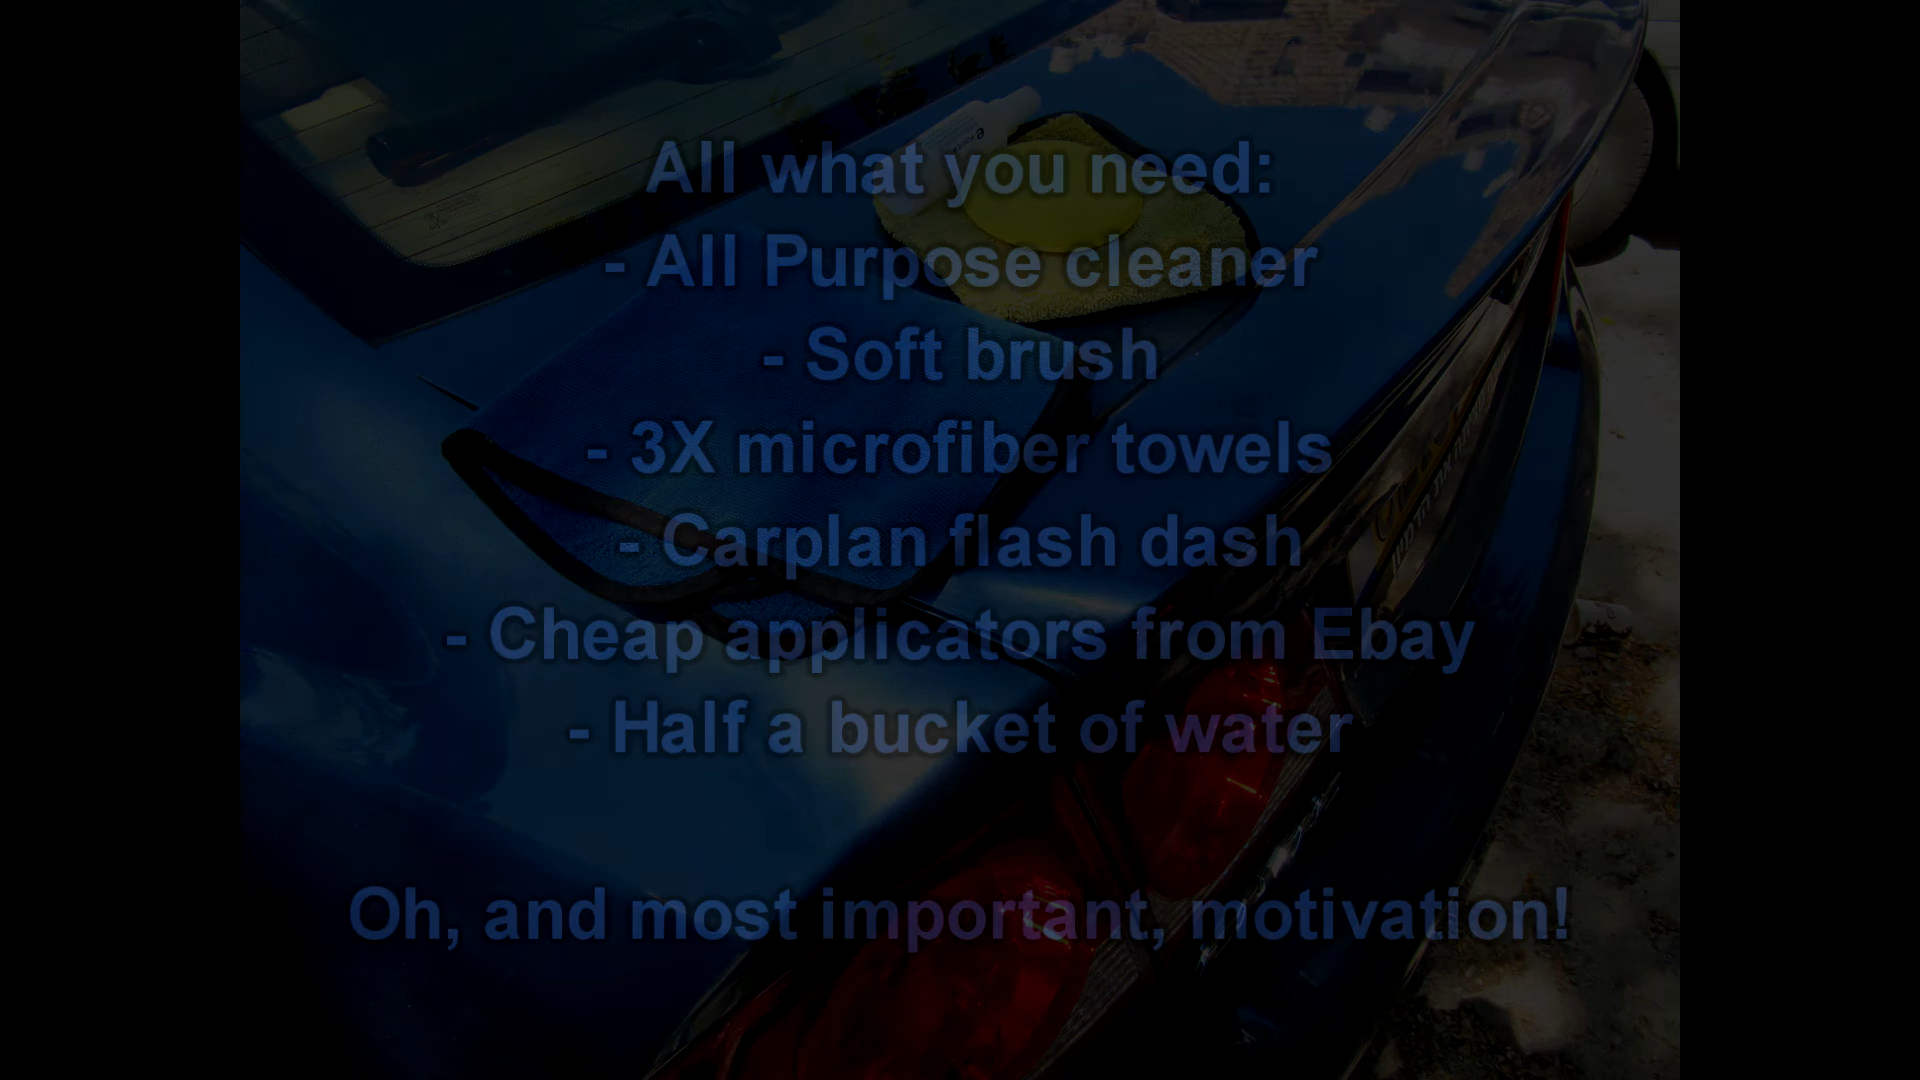 All what you need:
- All Purpose cleaner
- Soft brush
- 3X microfiber towels
- Carplan flash dash
- Cheap applicators from Ebay
- Half a bucket of water
Oh, and most important, motivation!